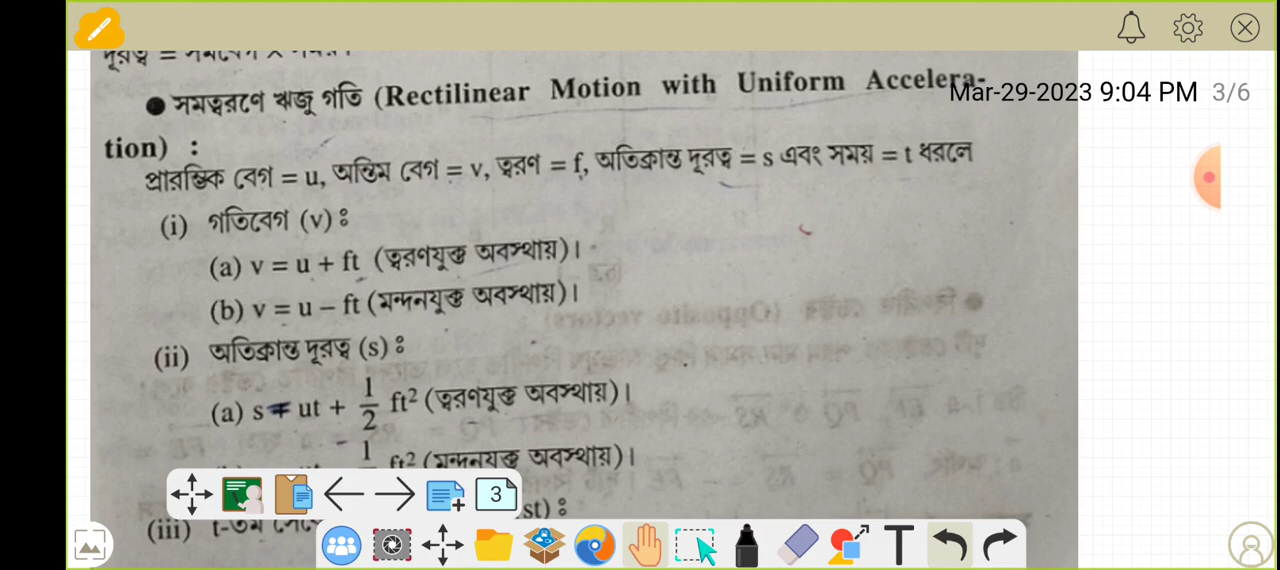 Mar-29-2023 9:04 PM 3/6
● সমত্বরণে ঋজু গতি (Rectilinear Motion with Uniform Accelera-
tion) :
প্রারম্ভিক বেগ = u, অন্তিম বেগ = v, ত্বরণ = f, অতিক্রান্ত দূরত্ব = s এবং সময় = t ধরলে
(i) গতিবেগ (v) :
(a) v = u + ft (ত্বরণযুক্ত অবস্থায়)।
(b) v = u − ft (মন্দনযুক্ত অবস্থায়)।
(ii) অতিক্রান্ত দূরত্ব (s) :
(a) s = ut + 1/2 ft² (ত্বরণযুক্ত অবস্থায়)।
1 ft² (মন্দনযুক্ত অবস্থায়)।
(iii) t-তম st) :
3
T